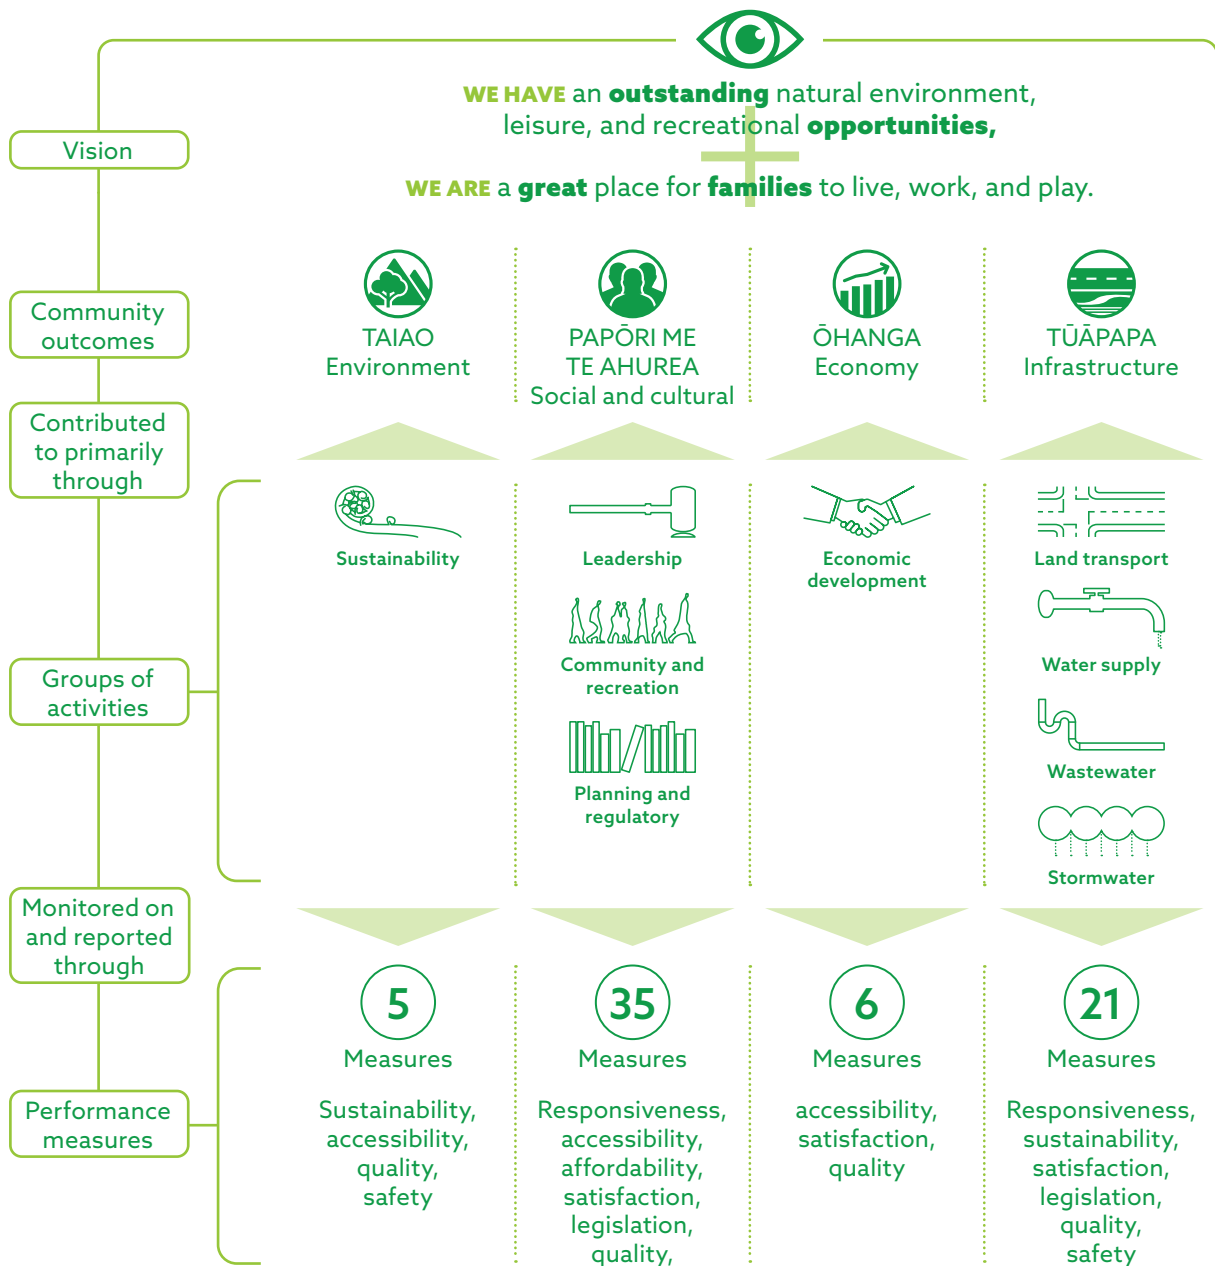 WE HAVE an outstanding natural environment,
leisure, and recreational opportunities,
Vision
WE ARE a great place for families to live, work, and play.
Community
outcomes
TAIAO
Environment
PAPŌRI ME
TE AHUREA
Social and cultural
ŌHANGA
Economy
TŪĀPAPA
Infrastructure
Contributed
to primarily
through
Groups of
activities
Sustainability
Leadership
Community and
recreation
Planning and
regulatory
Economic
development
Land transport
Water supply
Wastewater
Stormwater
Monitored on
and reported
through
Performance
measures
5
Measures
Sustainability,
accessibility,
quality,
safety
35
Measures
Responsiveness,
accessibility,
affordability,
satisfaction,
legislation,
quality,
6
Measures
accessibility,
satisfaction,
quality
21
Measures
Responsiveness,
sustainability,
satisfaction,
legislation,
quality,
safety